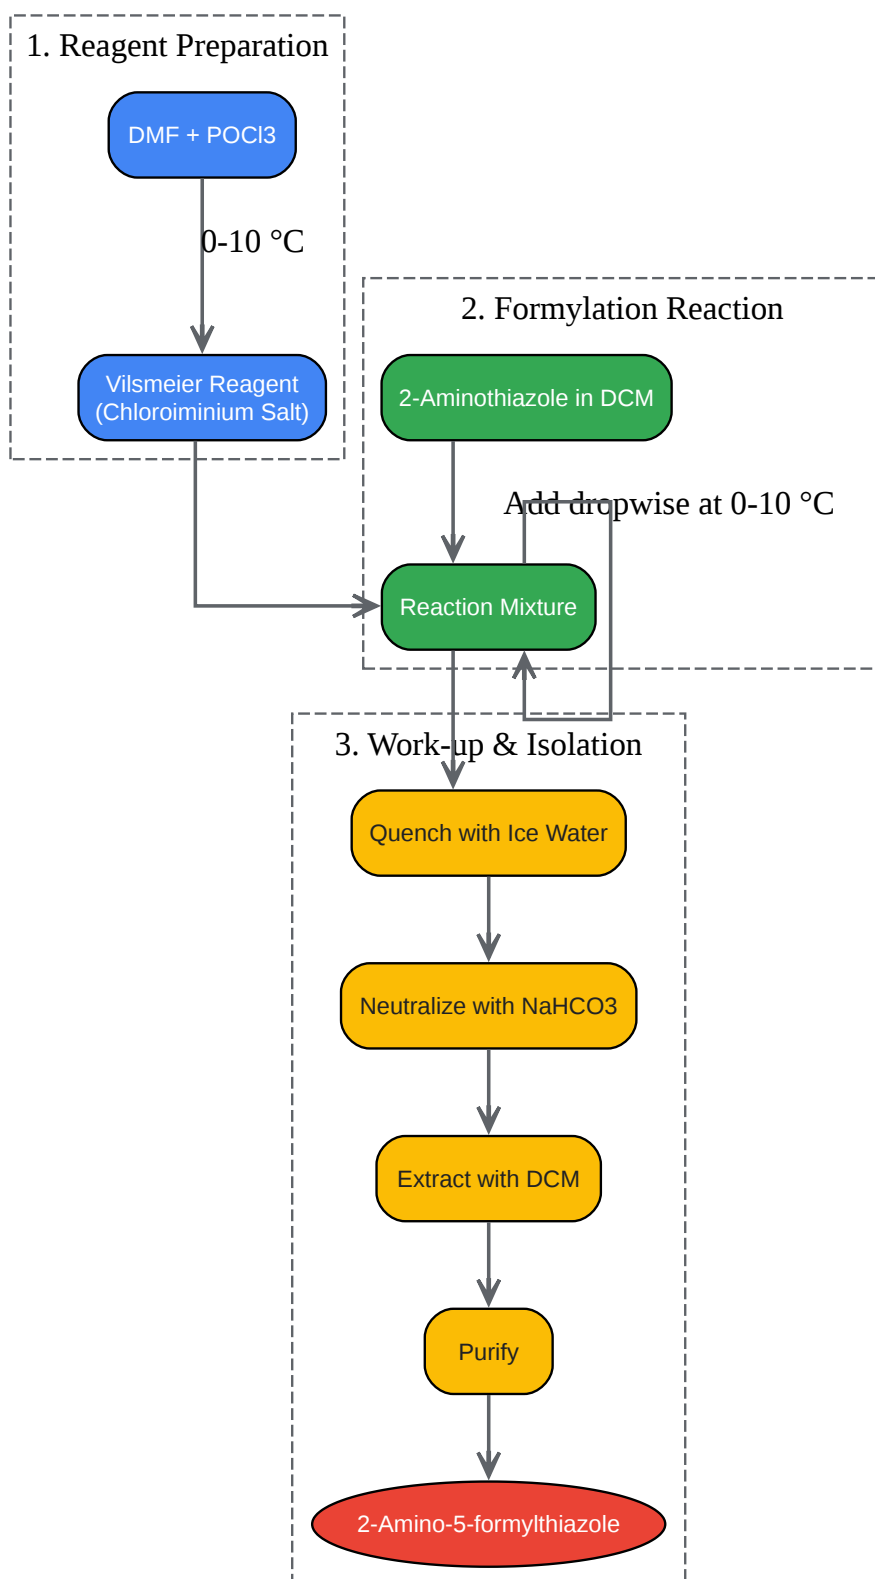 1. Reagent Preparation
DMF + POCl3
0-10 °C
Vilsmeier Reagent
(Chloroiminium Salt)
2. Formylation Reaction
2-Aminothiazole in DCM
Add dropwise at 0-10 °C
Reaction Mixture
3. Work-up & Isolation
Quench with Ice Water
Neutralize with NaHCO3
Extract with DCM
Purify
2-Amino-5-formylthiazole